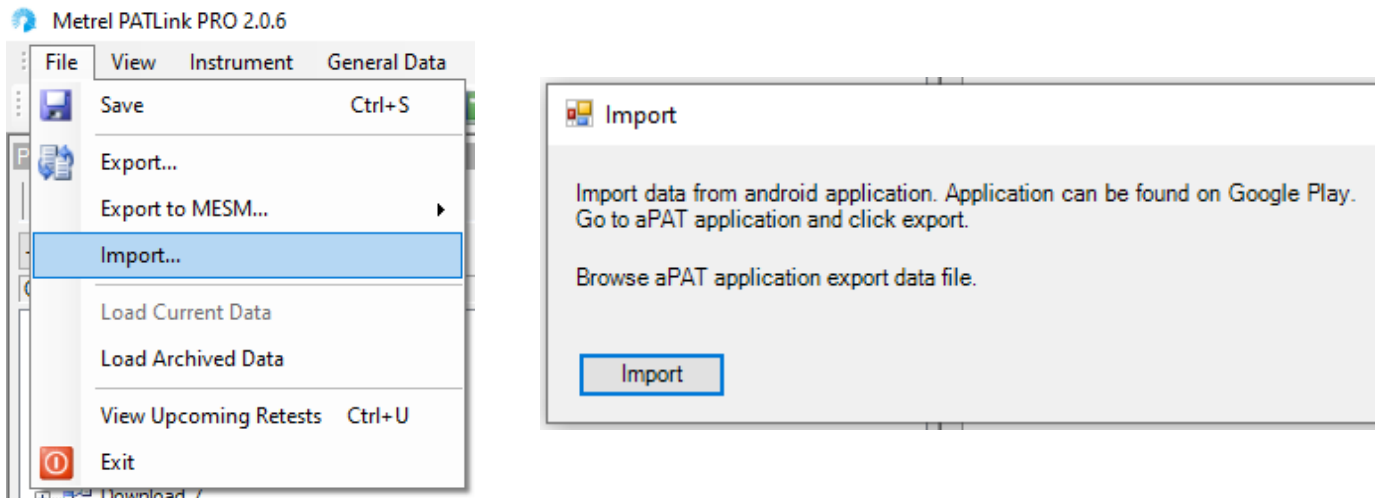 Metrel PATLink PRO 2.0.6
File View Instrument General Data
Save Ctrl+S
Export...
Export to MESM...
Import...
Load Current Data
Load Archived Data
View Upcoming Retests Ctrl+U
Exit
Download 7
Import
Import data from android application. Application can be found on Google Play.
Go to aPAT application and click export.
Browse aPAT application export data file.
Import